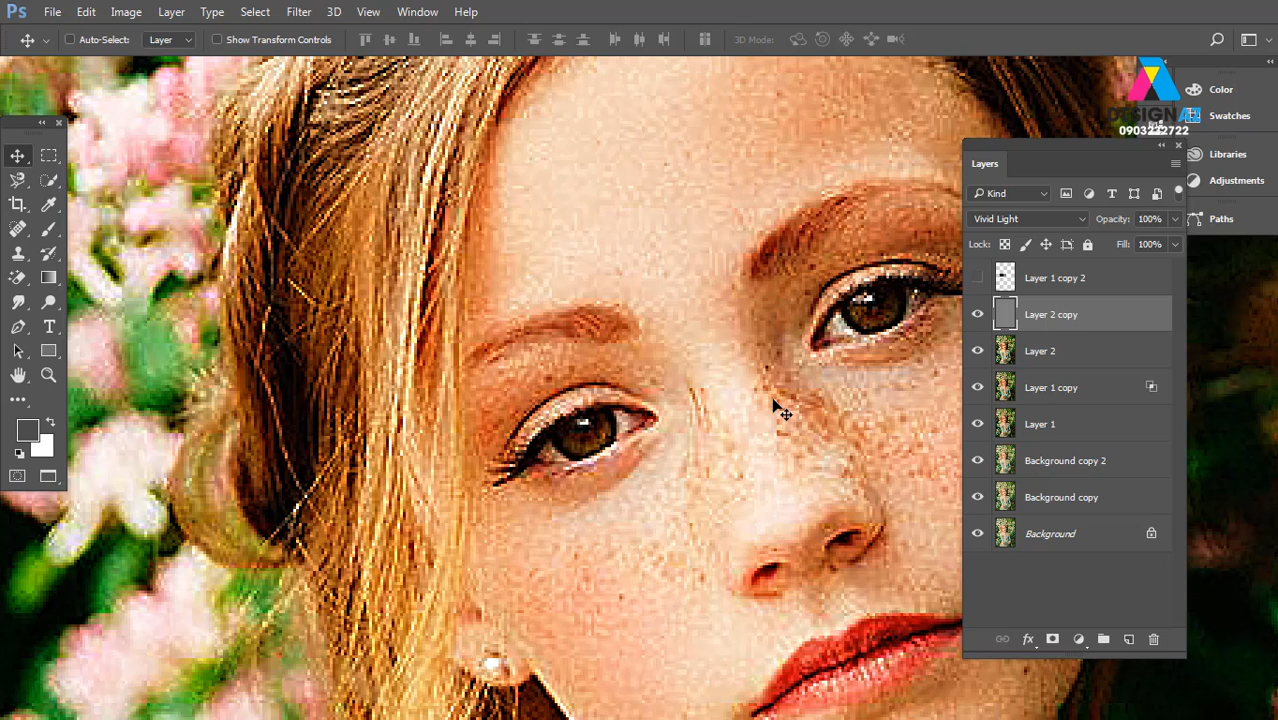 Ps File Edit Image Layer Type Select Filter 3D View Window Help
Auto-Select: Layer Show Transform Controls 3D Mode:
Color
DESIGN
Swatches
0903222722
Libraries
Adjustments
Paths
Layers
Kind
Vivid Light Opacity: 100%
Lock: Fill: 100%
Layer 1 copy 2
Layer 2 copy
Layer 2
Layer 1 copy
Layer 1
Background copy 2
Background copy
Background
fx